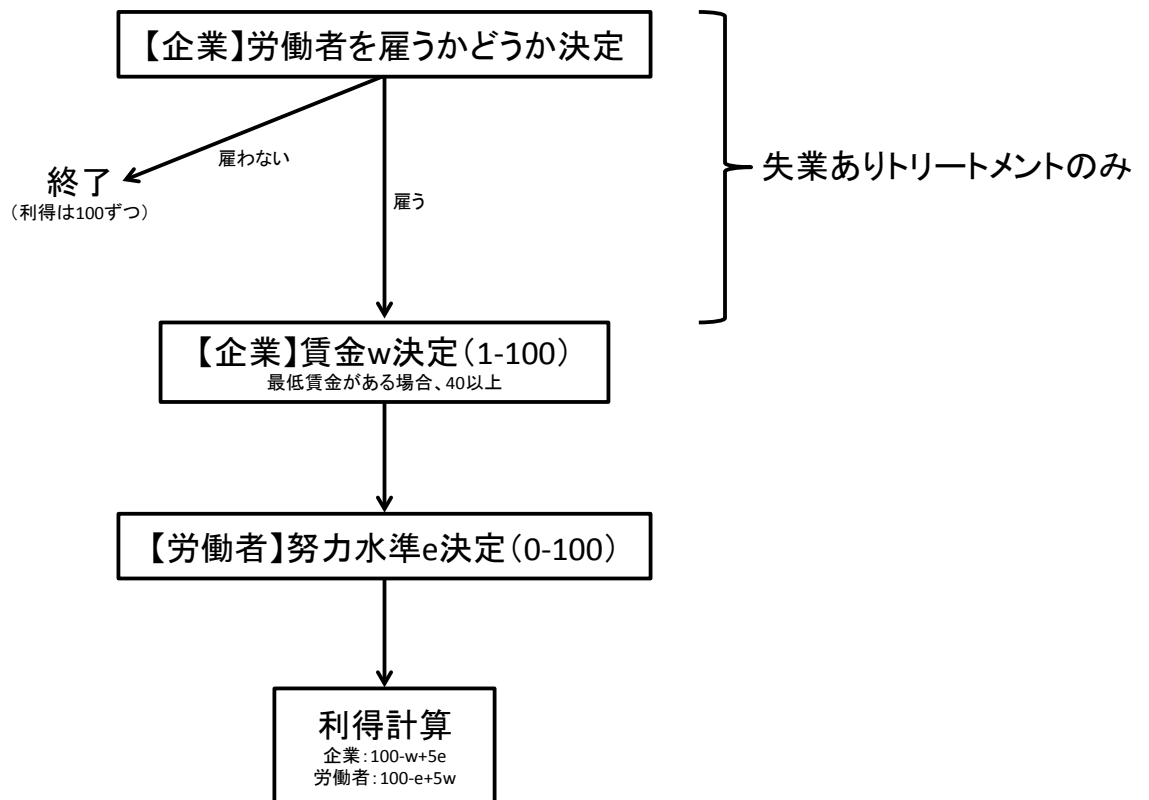 【企業】労働者を雇うかどうか決定
雇わない
終了
(利得は100ずつ)
雇う
失業ありトリートメントのみ
【企業】賃金w決定(1-100)
最低賃金がある場合、40以上
【労働者】努力水準e決定(0-100)
利得計算
企業:100-w+5e
労働者:100-e+5w